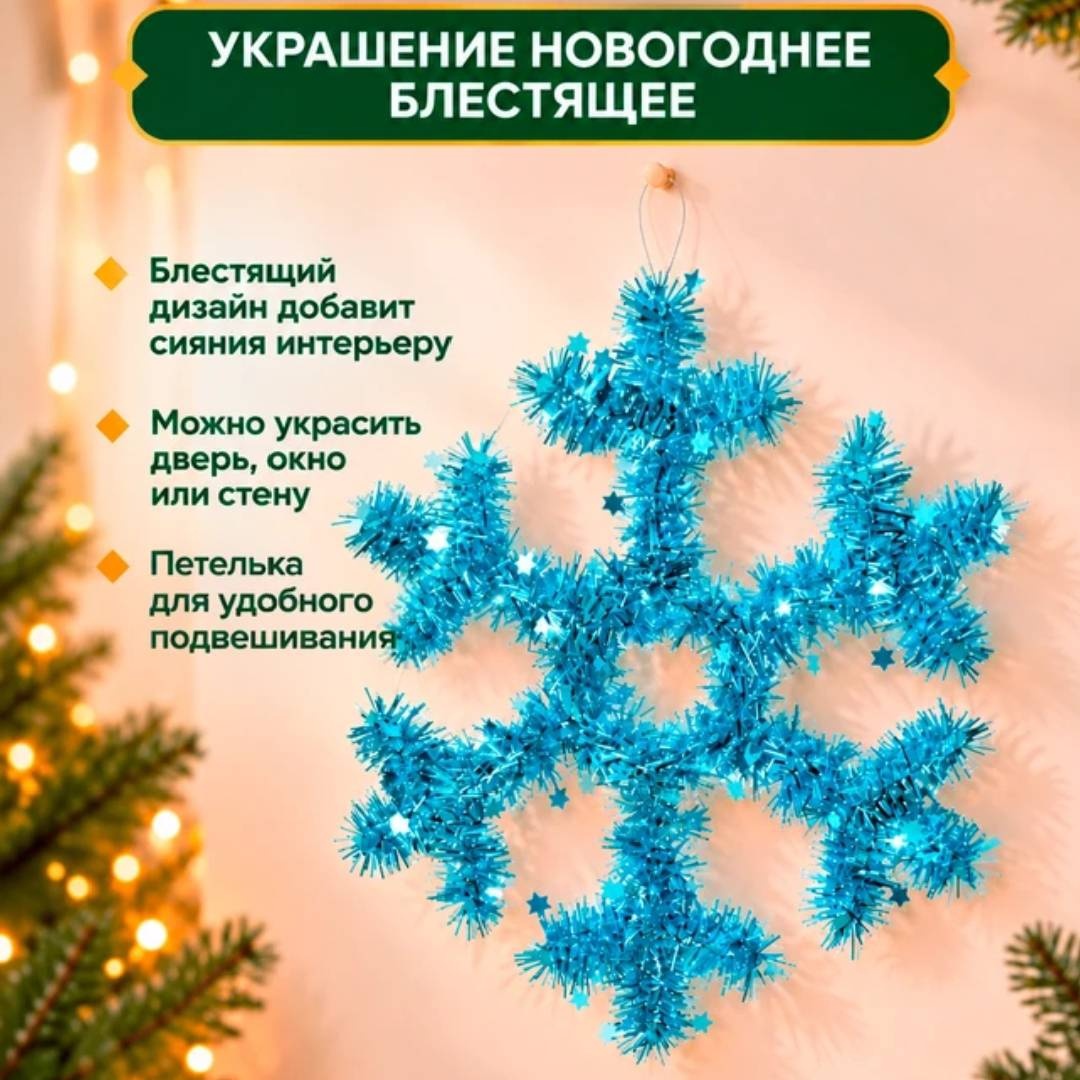 УКРАШЕНИЕ НОВОГОДНЕЕ
БЛЕСТЯЩЕЕ
Блестящий
дизайн добавит
сияния интерьеру
Можно украсить
дверь, окно
или стену
Петелька
для удобного
подвешивания